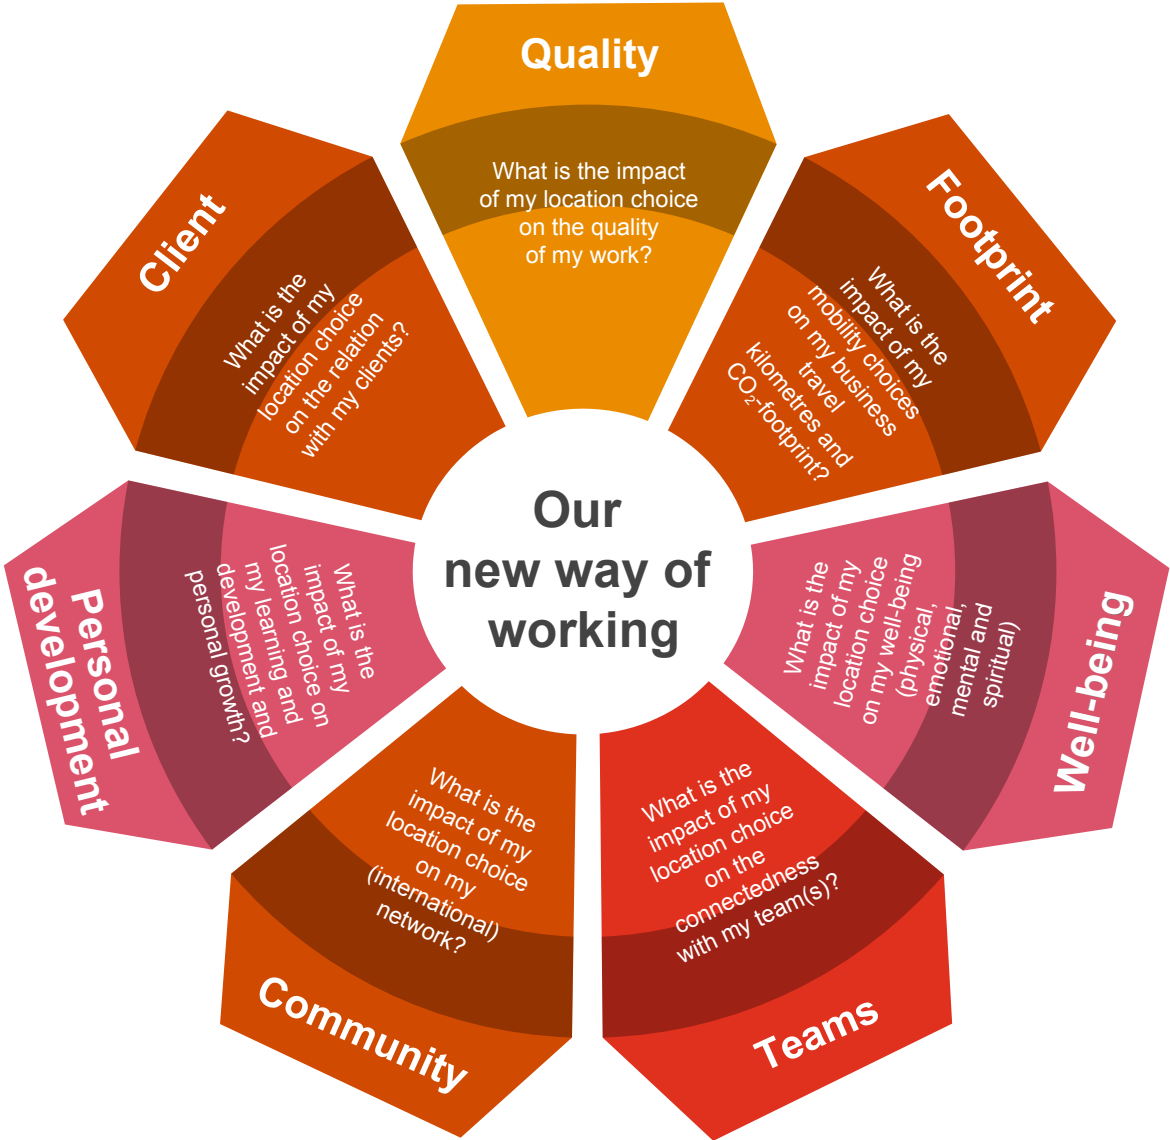 Quality
What is the impact
of my location choice
on the quality
of my work?
Footprint
What is the
impact of my
mobility choices
on my business
travel
kilometres and
CO₂-footprint?
Well-being
What is the
impact of my
location choice
on my well-being
(physical,
emotional,
mental and
spiritual)
Teams
What is the
impact of my
location choice
on the
connectedness
with my team(s)?
Community
What is the
impact of my
location choice
on my
(international)
network?
Personal
development
What is the
impact of my
location choice on
my learning and
development and
personal growth?
Client
What is the
impact of my
location choice
on the relation
with my clients?
Our
new way of
working